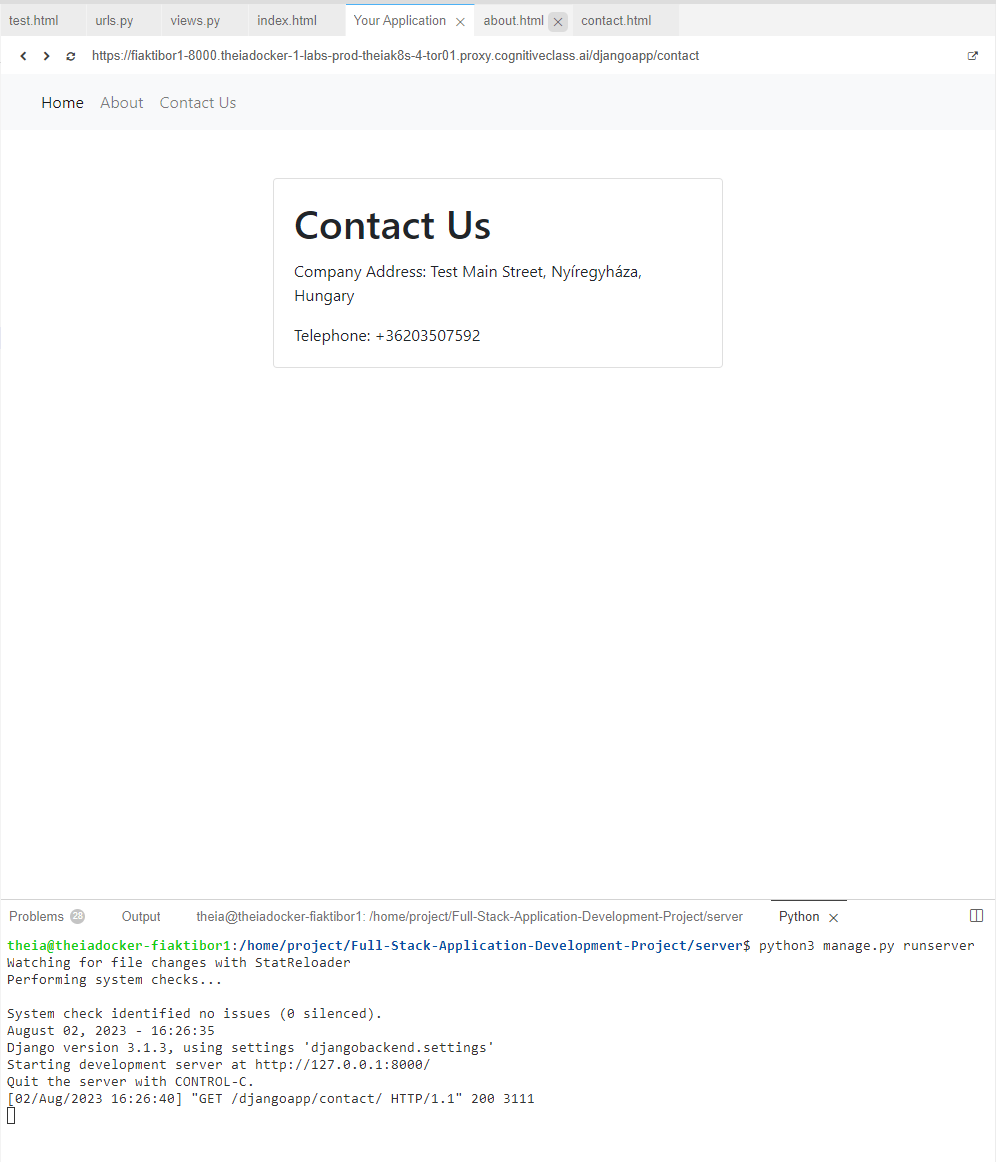 test.html urls.py views.py index.html Your Application about.html contact.html
https://fiaktibor1-8000.theiadocker-1-labs-prod-theiak8s-4-tor01.proxy.cognitiveclass.ai/djangoapp/contact
Home About Contact Us
Contact Us
Company Address: Test Main Street, Nyíregyháza,
Hungary
Telephone: +36203507592
Problems 28 Output theia@theiadocker-fiaktibor1: /home/project/Full-Stack-Application-Development-Project/server Python
theia@theiadocker-fiaktibor1:/home/project/Full-Stack-Application-Development-Project/server$ python3 manage.py runserver
Watching for file changes with StatReloader
Performing system checks...
System check identified no issues (0 silenced).
August 02, 2023 - 16:26:35
Django version 3.1.3, using settings 'djangobackend.settings'
Starting development server at http://127.0.0.1:8000/
Quit the server with CONTROL-C.
[02/Aug/2023 16:26:40] "GET /djangoapp/contact/ HTTP/1.1" 200 3111